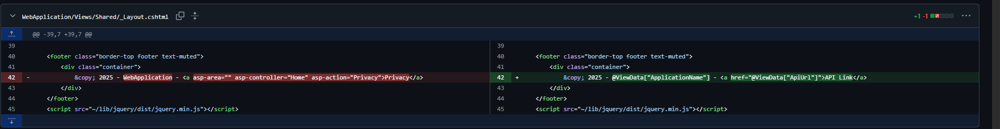 WebApplication/Views/Shared/_Layout.cshtml +1 -1
@@ -39,7 +39,7 @@
39
40 <footer class="border-top footer text-muted">
41 <div class="container">
42 - &copy; 2025 - WebApplication - <a asp-area="" asp-controller="Home" asp-action="Privacy">Privacy</a>
43 </div>
44 </footer>
45 <script src="~/lib/jquery/dist/jquery.min.js"></script>
39
40 <footer class="border-top footer text-muted">
41 <div class="container">
42 + &copy; 2025 - @ViewData["ApplicationName"] - <a href="@ViewData["ApiUrl"]">API Link</a>
43 </div>
44 </footer>
45 <script src="~/lib/jquery/dist/jquery.min.js"></script>